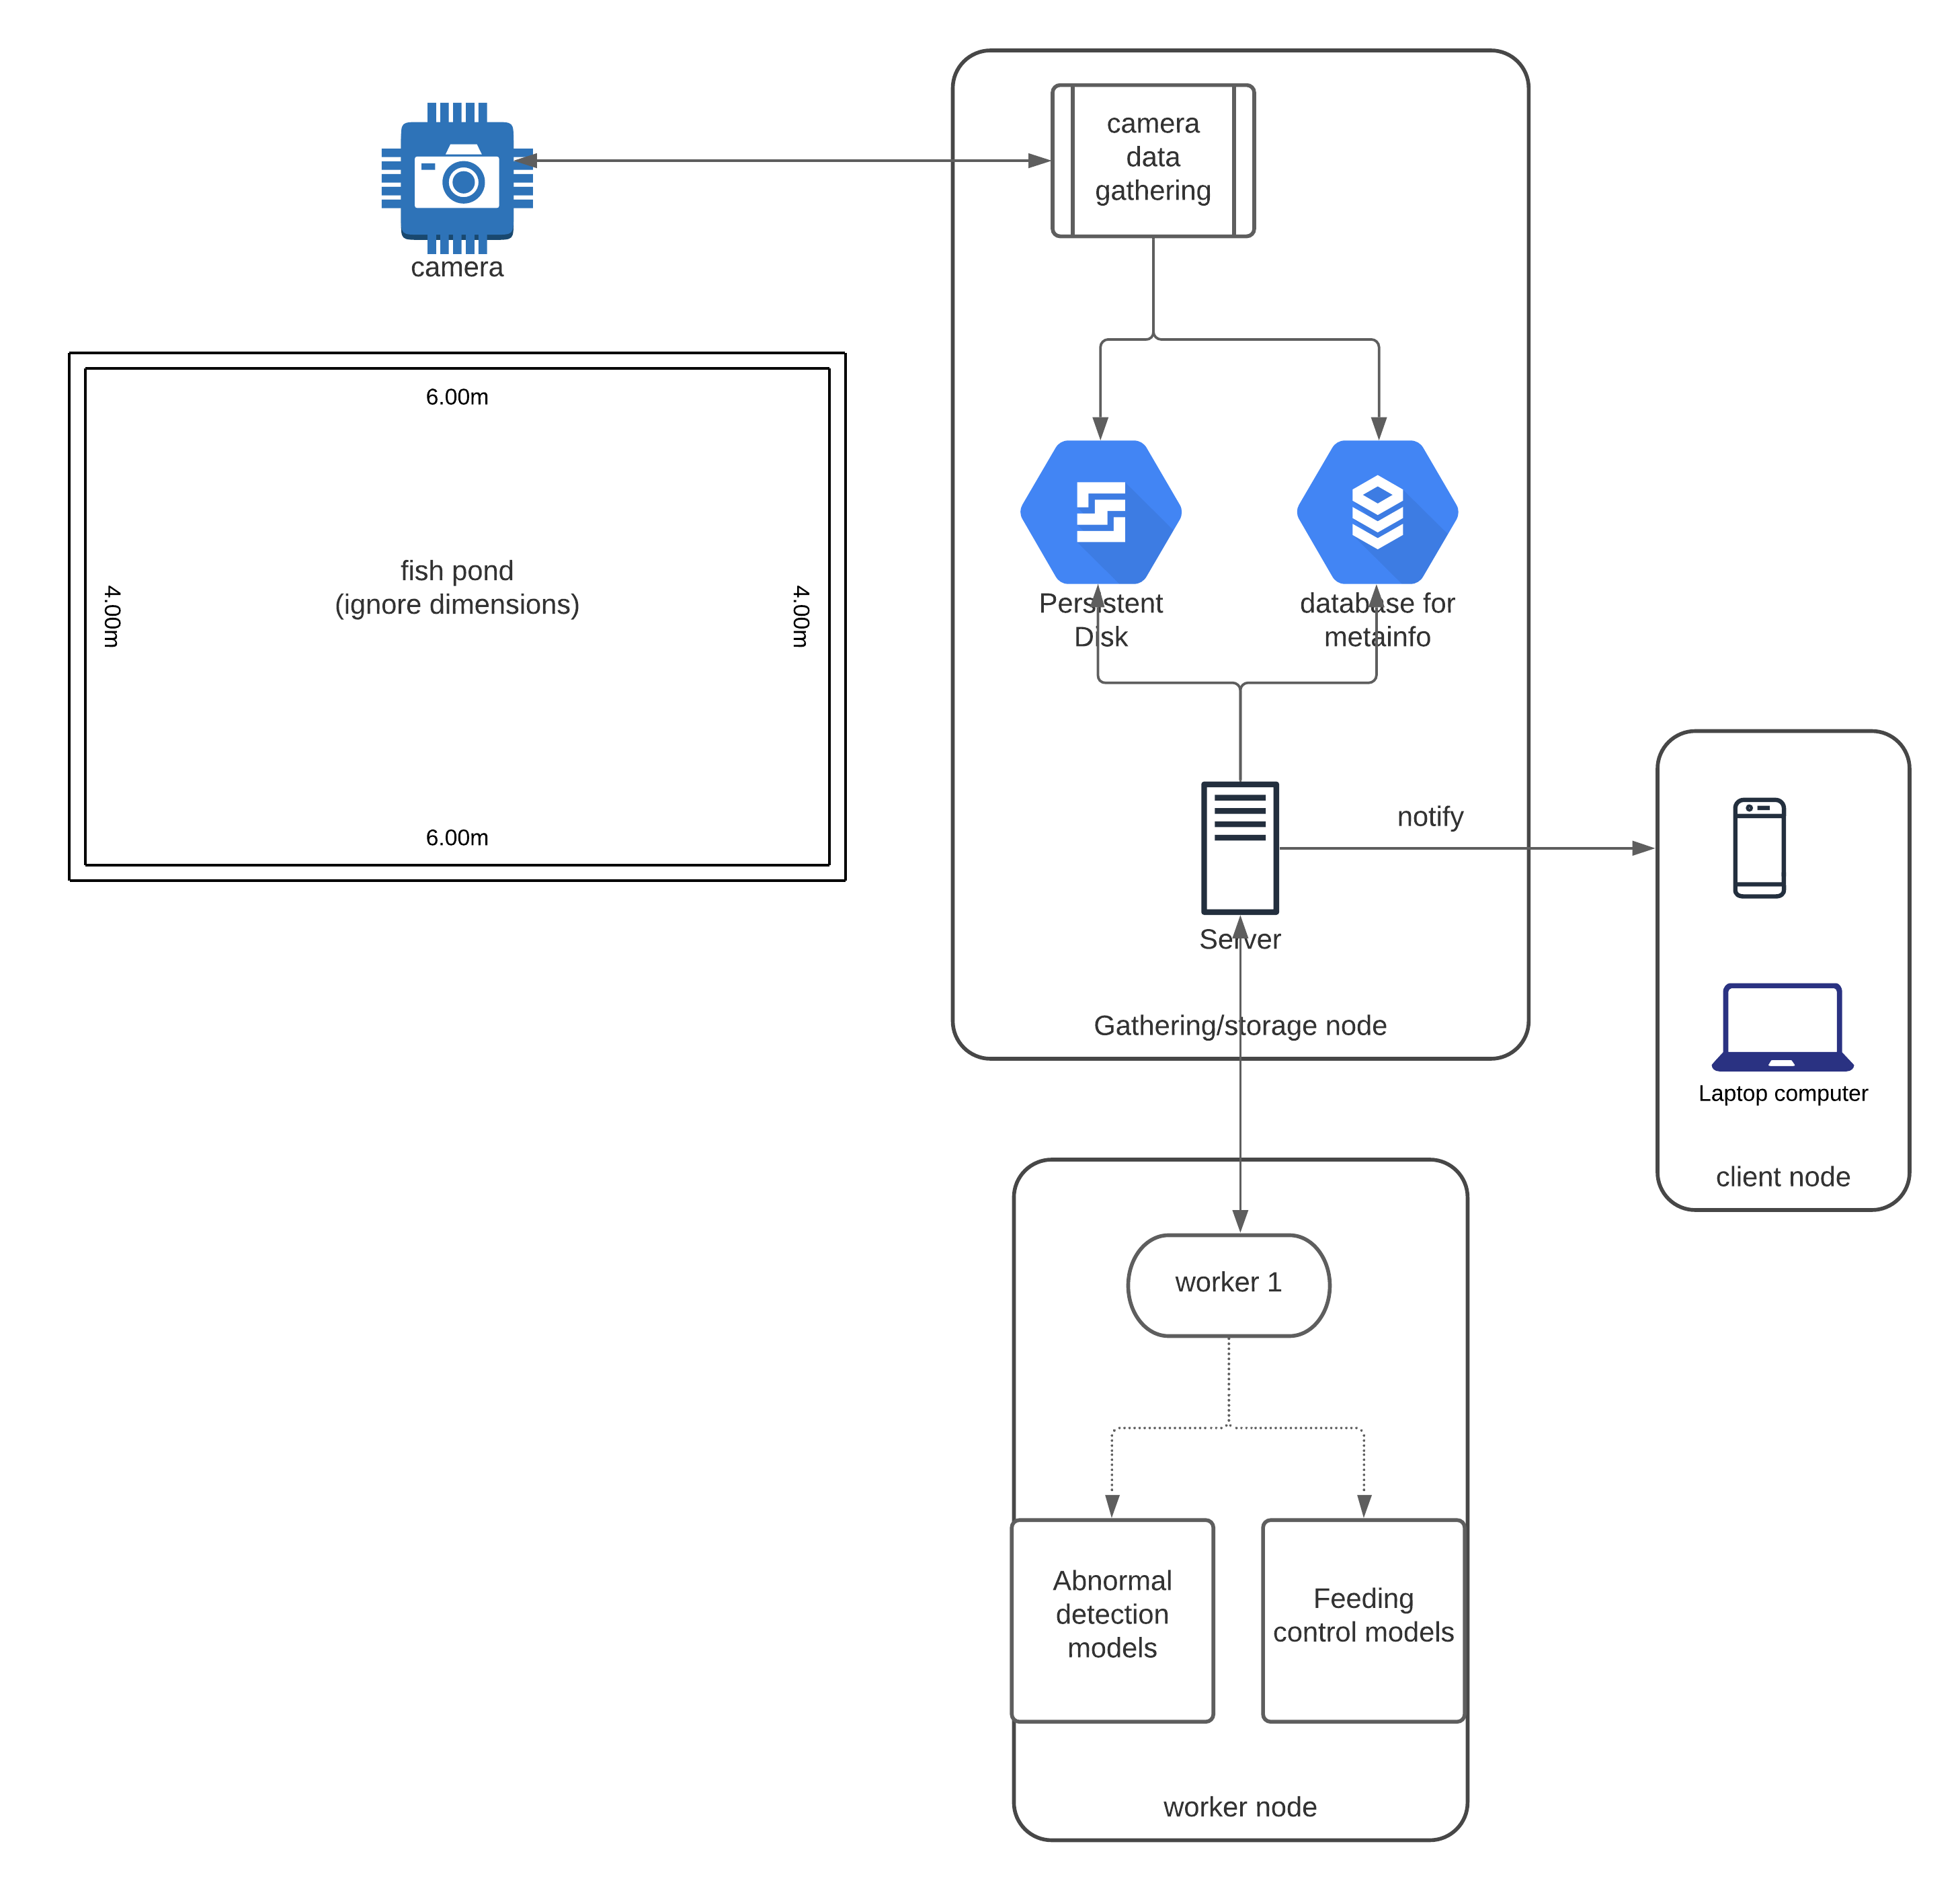 camera
data
gathering
camera
6.00m
fish pond
(ignore dimensions)
4.00m
4.00m
6.00m
Persistent
Disk
database for
metainfo
notify
Server
Gathering/storage node
Laptop computer
client node
worker 1
Abnormal
detection
models
Feeding
control models
worker node